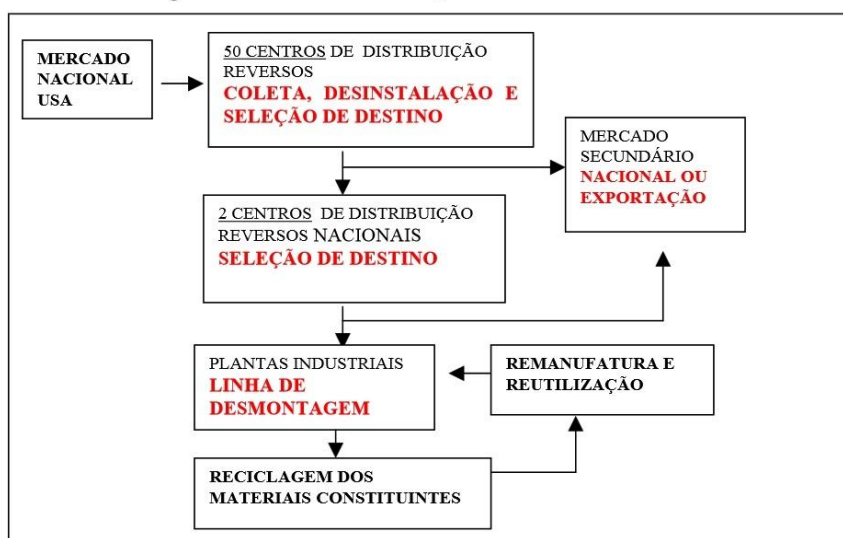 MERCADO
NACIONAL
USA
50 CENTROS DE DISTRIBUIÇÃO
REVERSOS
COLETA, DESINSTALAÇÃO E
SELEÇÃO DE DESTINO
MERCADO
SECUNDÁRIO
NACIONAL OU
EXPORTAÇÃO
2 CENTROS DE DISTRIBUIÇÃO
REVERSOS NACIONAIS
SELEÇÃO DE DESTINO
PLANTAS INDUSTRIAIS
LINHA DE
DESMONTAGEM
REMANUFATURA E
REUTILIZAÇÃO
RECICLAGEM DOS
MATERIAIS CONSTITUINTES